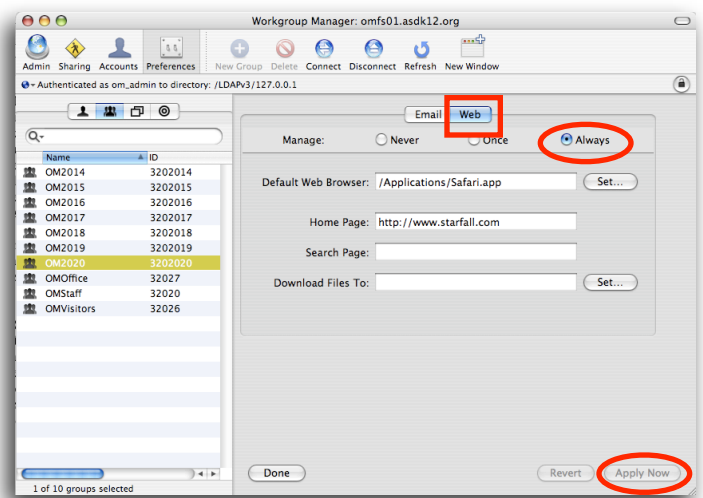 Workgroup Manager: omfs01.asdk12.org
Admin Sharing Accounts Preferences New Group Delete Connect Disconnect Refresh New Window
Authenticated as om_admin to directory: /LDAPv3/127.0.0.1
Email Web
Manage: Never Once Always
Name ID
OM2014 3202014
OM2015 3202015
OM2016 3202016
OM2017 3202017
OM2018 3202018
OM2019 3202019
OM2020 3202020
OMOffice 32027
OMStaff 32020
OMVisitors 32026
Default Web Browser: /Applications/Safari.app Set...
Home Page: http://www.starfall.com
Search Page:
Download Files To: Set...
Done Revert Apply Now
1 of 10 groups selected